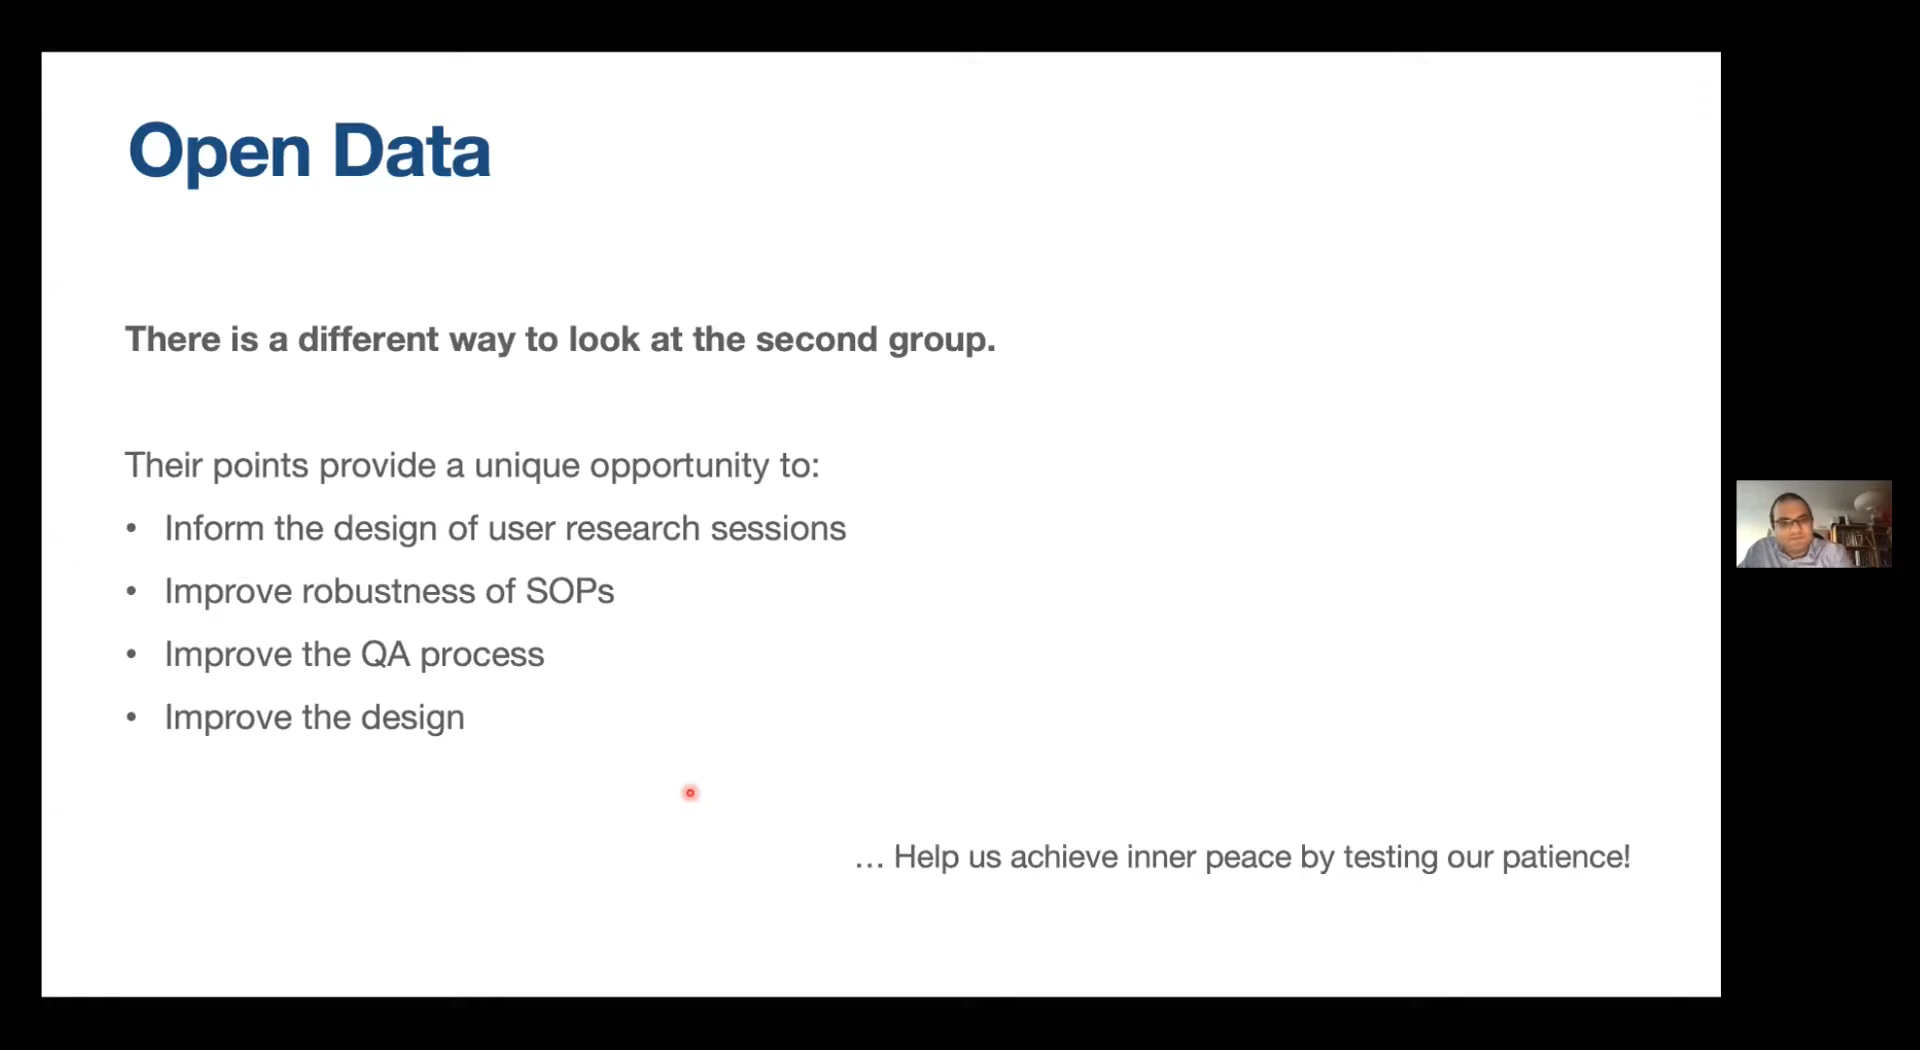 Open Data
There is a different way to look at the second group.
Their points provide a unique opportunity to:
• Inform the design of user research sessions
• Improve robustness of SOPs
• Improve the QA process
• Improve the design
… Help us achieve inner peace by testing our patience!